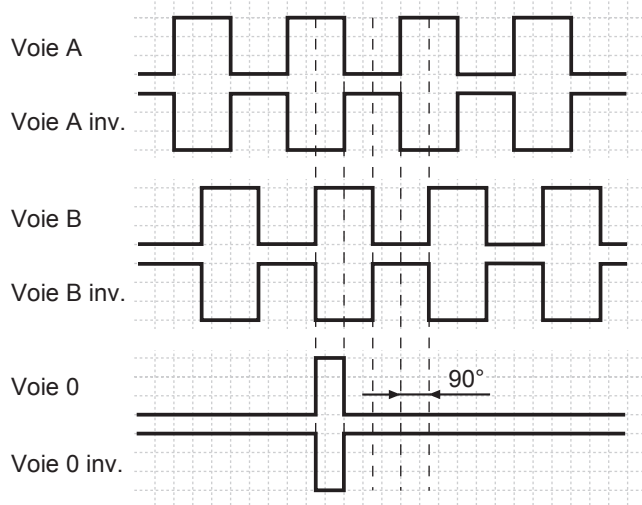 Voie A
Voie A inv.
Voie B
Voie B inv.
Voie 0
90°
Voie 0 inv.